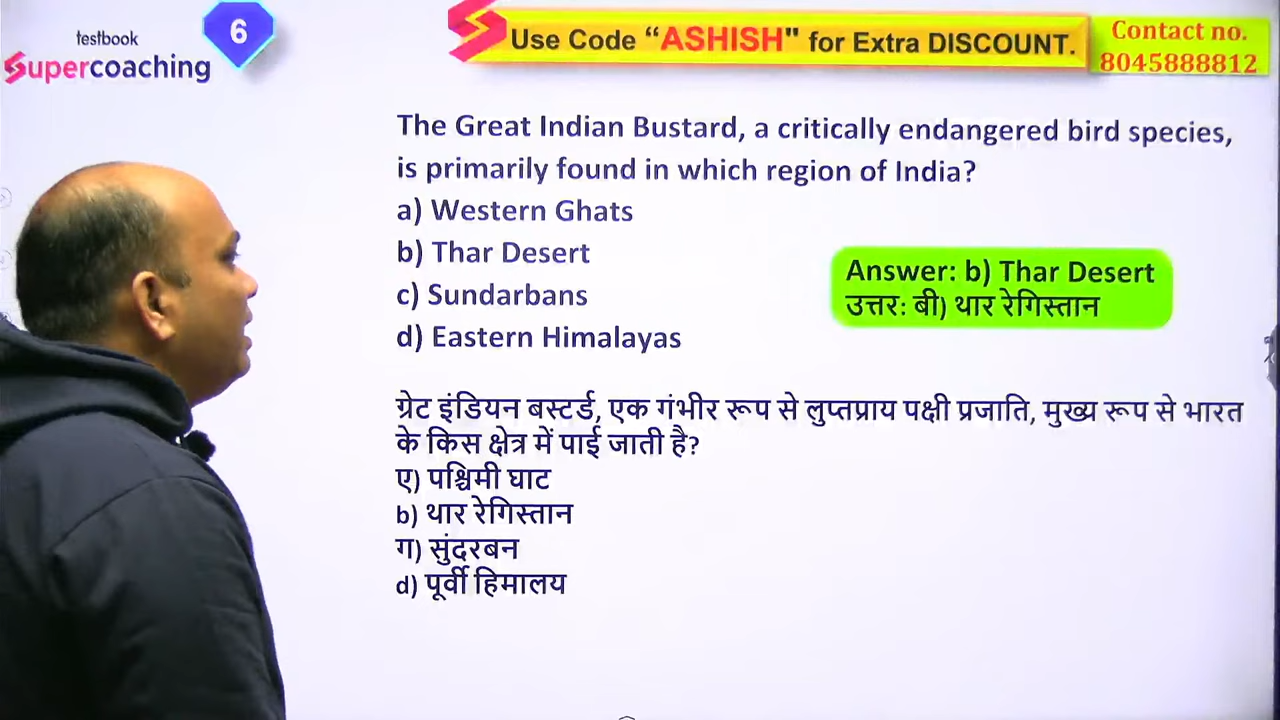 testbook
Supercoaching
6
Use Code “ASHISH" for Extra DISCOUNT.
Contact no.
8045888812
The Great Indian Bustard, a critically endangered bird species,
is primarily found in which region of India?
a) Western Ghats
b) Thar Desert
c) Sundarbans
d) Eastern Himalayas
Answer: b) Thar Desert
उत्तर: बी) थार रेगिस्तान
ग्रेट इंडियन बस्टर्ड, एक गंभीर रूप से लुप्तप्राय पक्षी प्रजाति, मुख्य रूप से भारत
के किस क्षेत्र में पाई जाती है?
ए) पश्चिमी घाट
b) थार रेगिस्तान
ग) सुंदरबन
d) पूर्वी हिमालय